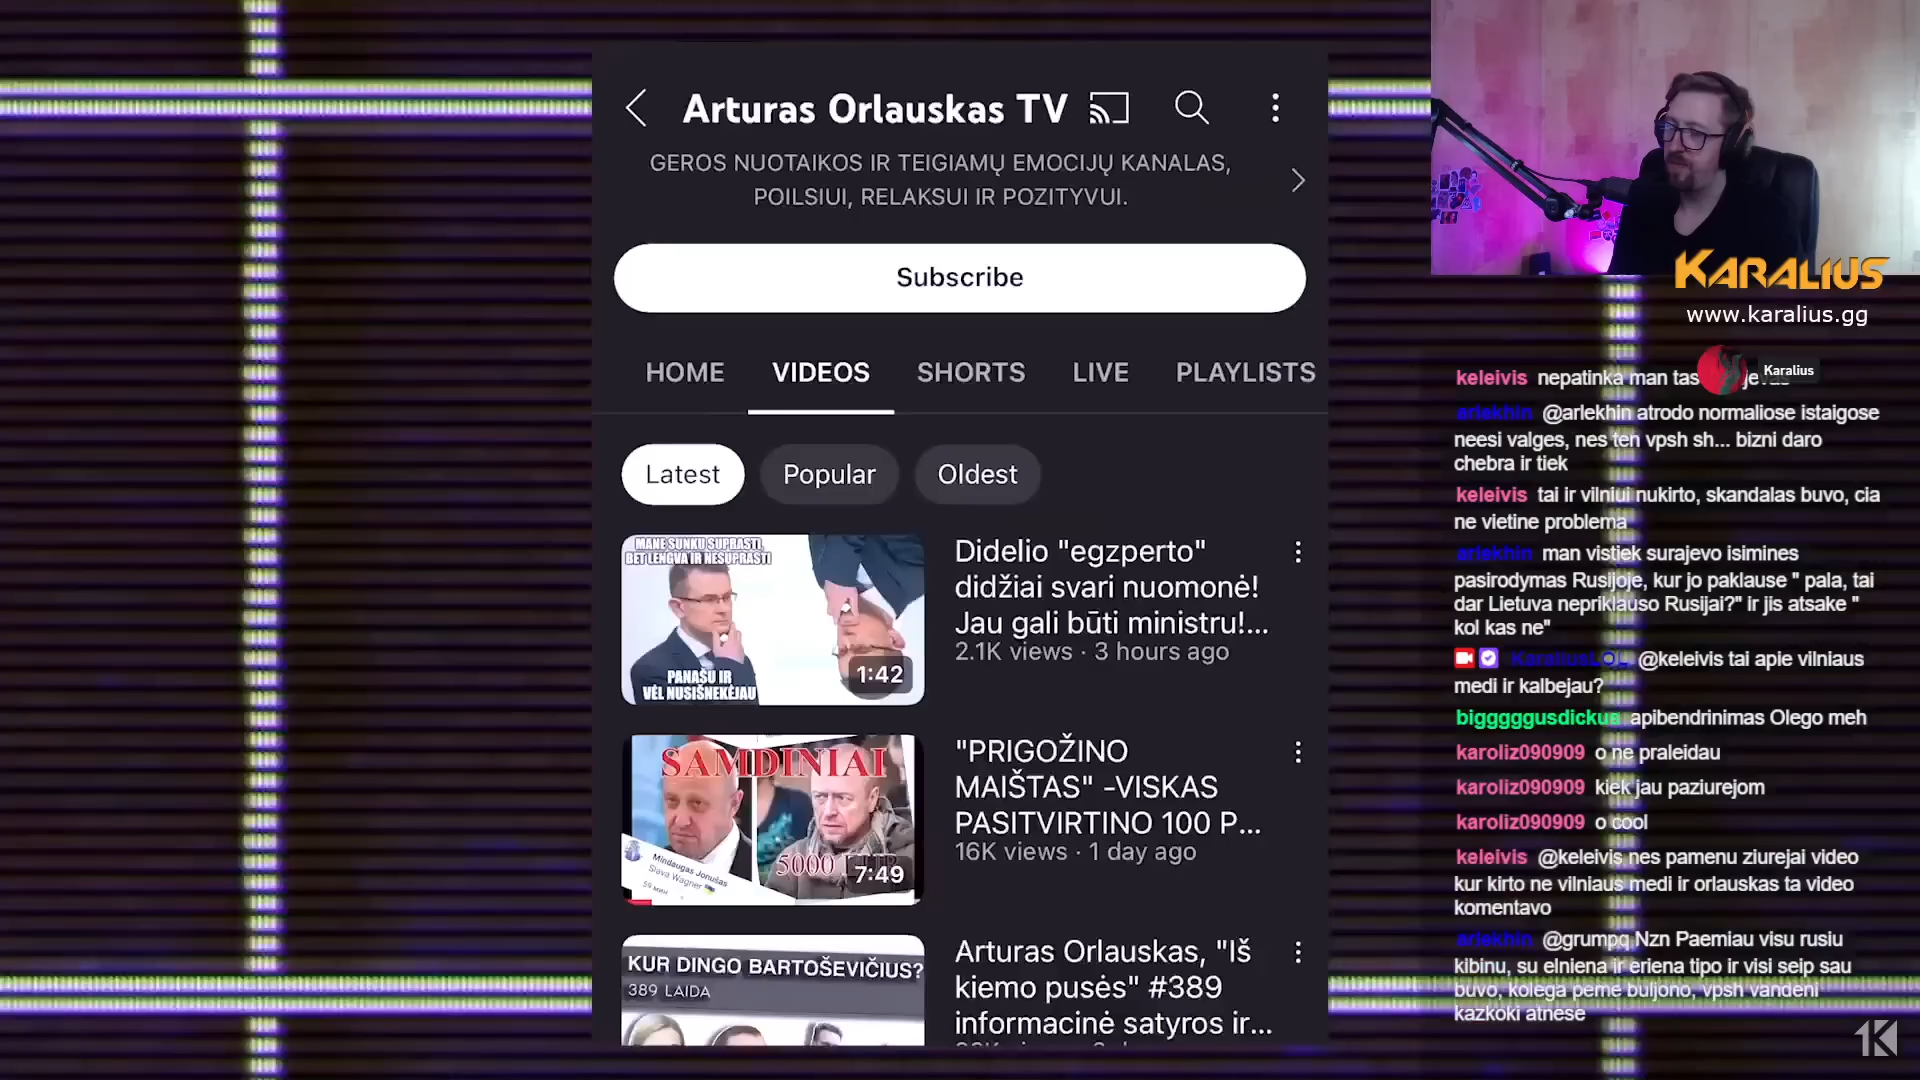 Arturas Orlauskas TV
GEROS NUOTAIKOS IR TEIGIAMŲ EMOCIJŲ KANALAS,
POILSIUI, RELAKSUI IR POZITYVUI.
Subscribe
HOME VIDEOS SHORTS LIVE PLAYLISTS
Latest Popular Oldest
MANE SUNKU SUPRASTI,
BET LENGVA IR NESUPRASTI
PANAŠU IR
VĖL NUSIŠNEKĖJAU
1:42
Didelio "egzperto"
didžiai svari nuomonė!
Jau gali būti ministru!...
2.1K views · 3 hours ago
SAMDINIAI
Mindaugas Jonušas
Slava Wagner
59 мин
5000
7:49
"PRIGOŽINO
MAIŠTAS" -VISKAS
PASITVIRTINO 100 P...
16K views · 1 day ago
KUR DINGO BARTOŠEVIČIUS?
389 LAIDA
Arturas Orlauskas, "Iš
kiemo pusės" #389
informacinė satyros ir...
KARALIUS
www.karalius.gg
Karalius
keleivis nepatinka man tas
arlekhin @arlekhin atrodo normaliose istaigose
neesi valges, nes ten vpsh sh... bizni daro
chebra ir tiek
keleivis tai ir vilniui nukirto, skandalas buvo, cia
ne vietine problema
arlekhin man vistiek surajevo isimines
pasirodymas Rusijoje, kur jo paklause " pala, tai
dar Lietuva nepriklauso Rusijai?" ir jis atsake "
kol kas ne"
KaraliusLOL @keleivis tai apie vilniaus
medi ir kalbejau?
bigggggusdickus apibendrinimas Olego meh
karoliz090909 o ne praleidau
karoliz090909 kiek jau paziurejom
karoliz090909 o cool
keleivis @keleivis nes pamenu ziurejai video
kur kirto ne vilniaus medi ir orlauskas ta video
komentavo
arlekhin @grumpq Nzn Paemiau visu rusiu
kibinu, su elniena ir eriena tipo ir visi seip sau
buvo, kolega peme buljono, vpsh vandeni
kazkoki atnese
1K